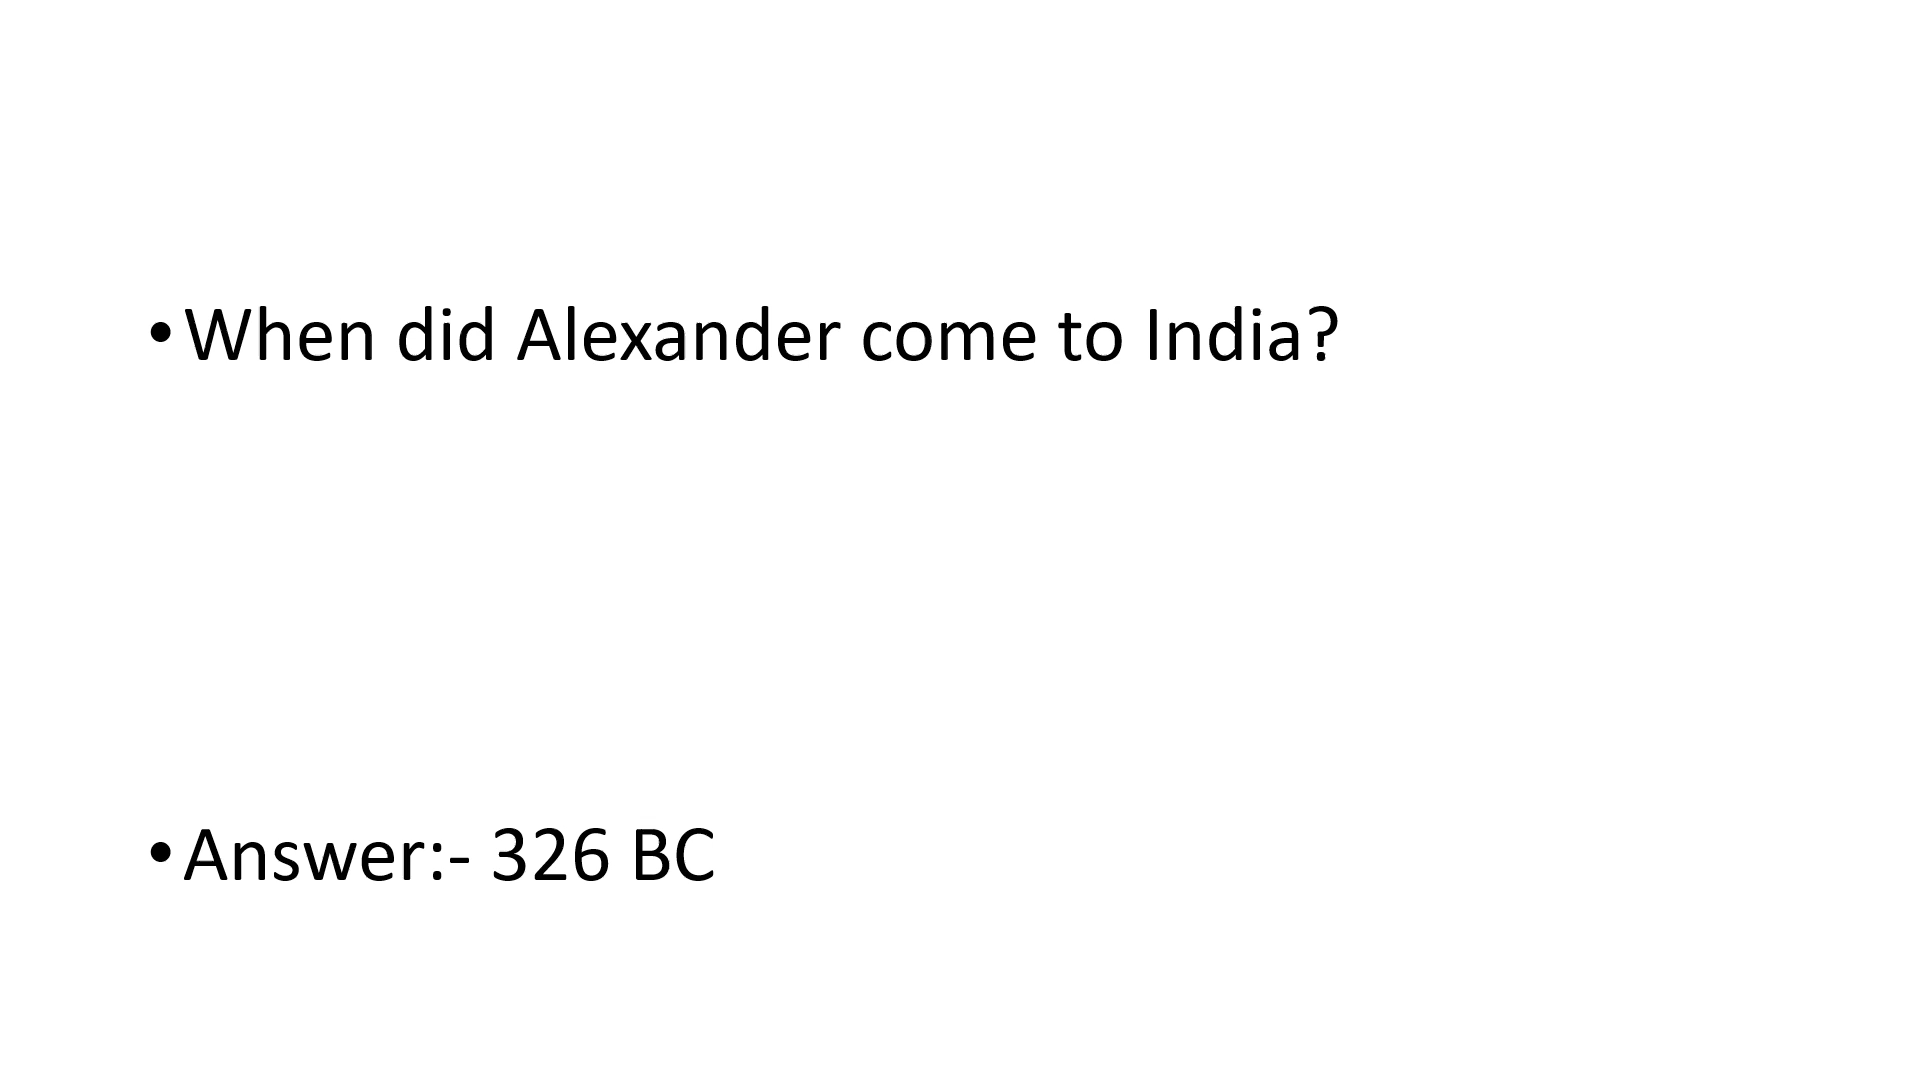 • When did Alexander come to India?
• Answer:- 326 BC